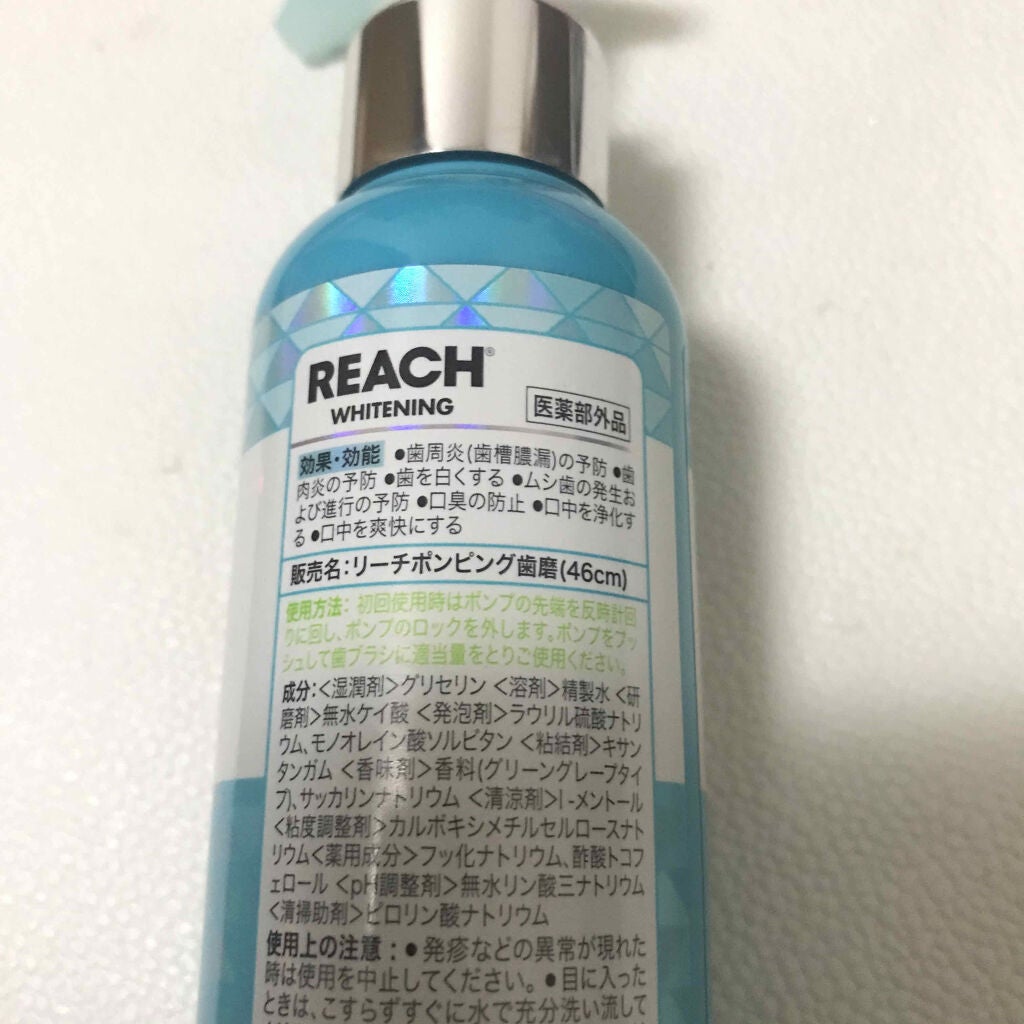 REACH®
WHITENING
医薬部外品
効果・効能 ●歯周炎(歯槽膿漏)の予防 ●歯
肉炎の予防 ●歯を白くする ●ムシ歯の発生お
よび進行の予防 ●口臭の防止 ●口中を浄化す
る ●口中を爽快にする
販売名:リーチポンピング歯磨(46cm)
使用方法: 初回使用時はポンプの先端を反時計回
りに回し、ポンプのロックを外します。ポンプをプッ
シュして歯ブラシに適当量をとりご使用ください。
成分:<湿潤剤>グリセリン <溶剤>精製水 <研
磨剤>無水ケイ酸 <発泡剤>ラウリル硫酸ナトリ
ウム、モノオレイン酸ソルビタン <粘結剤>キサン
タンガム <香味剤>香料(グリーングレープタイ
プ)、サッカリンナトリウム <清涼剤>l-メントール
<粘度調整剤>カルボキシメチルセルロースナト
リウム<薬用成分>フッ化ナトリウム、酢酸トコフ
ェロール <pH調整剤>無水リン酸三ナトリウム
<清掃助剤>ピロリン酸ナトリウム
使用上の注意:●発疹などの異常が現れた
時は使用を中止してください。●目に入った
ときは、こすらずすぐに水で充分洗い流して